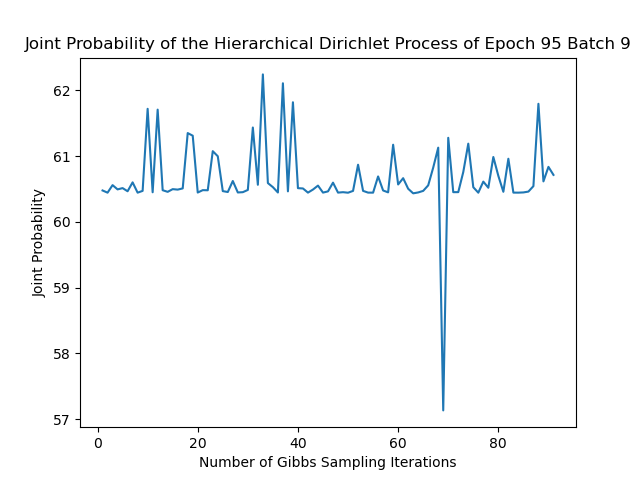 Joint Probability of the Hierarchical Dirichlet Process of Epoch 95 Batch 9
62
61
60
59
58
57
Joint Probability
0 20 40 60 80
Number of Gibbs Sampling Iterations